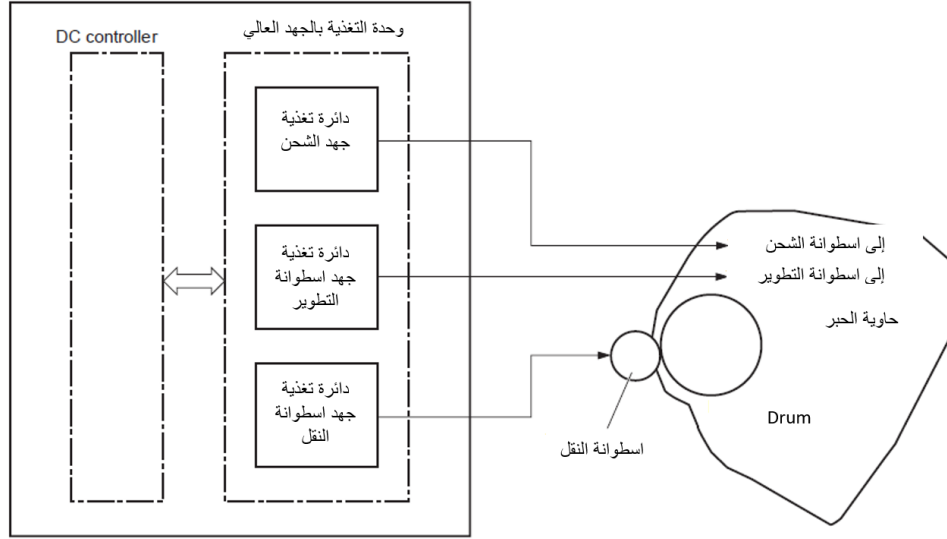 DC controller
وحدة التغذية بالجهد العالي
دائرة تغذية
جهد الشحن
دائرة تغذية
جهد اسطوانة
التطوير
دائرة تغذية
جهد اسطوانة
النقل
إلى اسطوانة الشحن
إلى اسطوانة التطوير
حاوية الحبر
Drum
اسطوانة النقل